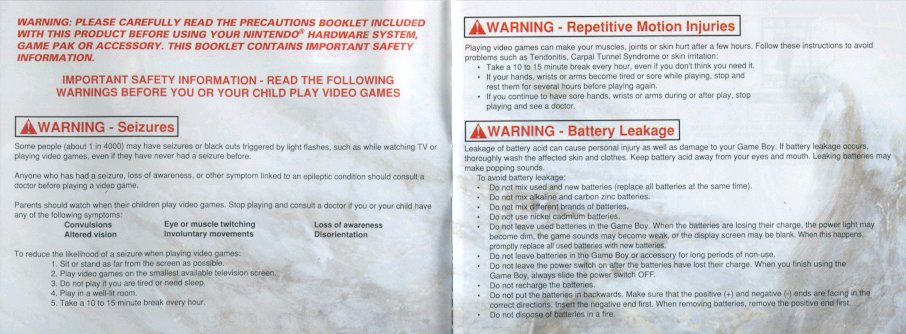 WARNING: PLEASE CAREFULLY READ THE PRECAUTIONS BOOKLET INCLUDED
WITH THIS PRODUCT BEFORE USING YOUR NINTENDO® HARDWARE SYSTEM,
GAME PAK OR ACCESSORY. THIS BOOKLET CONTAINS IMPORTANT SAFETY
INFORMATION.
IMPORTANT SAFETY INFORMATION - READ THE FOLLOWING
WARNINGS BEFORE YOU OR YOUR CHILD PLAY VIDEO GAMES
WARNING - Seizures
Some people (about 1 in 4000) may have seizures or black outs triggered by light flashes, such as while watching TV or
playing video games, even if they have never had a seizure before.
Anyone who has had a seizure, loss of awareness, or other symptom linked to an epileptic condition should consult a
doctor before playing a video game.
Parents should watch when their children play video games. Stop playing and consult a doctor if you or your child have
any of the following symptoms:
Convulsions Eye or muscle twitching Loss of awareness
Altered vision Involuntary movements Disorientation
To reduce the likelihood of a seizure when playing video games:
1. Sit or stand as far from the screen as possible.
2. Play video games on the smallest available television screen.
3. Do not play if you are tired or need sleep.
4. Play in a well-lit room.
5. Take a 10 to 15 minute break every hour.
WARNING - Repetitive Motion Injuries
Playing video games can make your muscles, joints or skin hurt after a few hours. Follow these instructions to avoid
problems such as Tendonitis, Carpal Tunnel Syndrome or skin irritation:
• Take a 10 to 15 minute break every hour, even if you don't think you need it.
• If your hands, wrists or arms become tired or sore while playing, stop and
rest them for several hours before playing again.
• If you continue to have sore hands, wrists or arms during or after play, stop
playing and see a doctor.
WARNING - Battery Leakage
Leakage of battery acid can cause personal injury as well as damage to your Game Boy. If battery leakage occurs,
thoroughly wash the affected skin and clothes. Keep battery acid away from your eyes and mouth. Leaking batteries may
make popping sounds.
To avoid battery leakage:
• Do not mix used and new batteries (replace all batteries at the same time).
• Do not mix alkaline and carbon zinc batteries.
• Do not mix different brands of batteries.
• Do not use nickel cadmium batteries.
• Do not leave used batteries in the Game Boy. When the batteries are losing their charge, the power light may
become dim, the game sounds may become weak, or the display screen may be blank. When this happens,
promptly replace all used batteries with new batteries.
• Do not leave batteries in the Game Boy or accessory for long periods of non-use.
• Do not leave the power switch on after the batteries have lost their charge. When you finish using the
Game Boy, always slide the power switch OFF.
• Do not recharge the batteries.
• Do not put the batteries in backwards. Make sure that the positive (+) and negative (-) ends are facing in the
correct directions. Insert the negative end first. When removing batteries, remove the positive end first.
• Do not dispose of batteries in a fire.